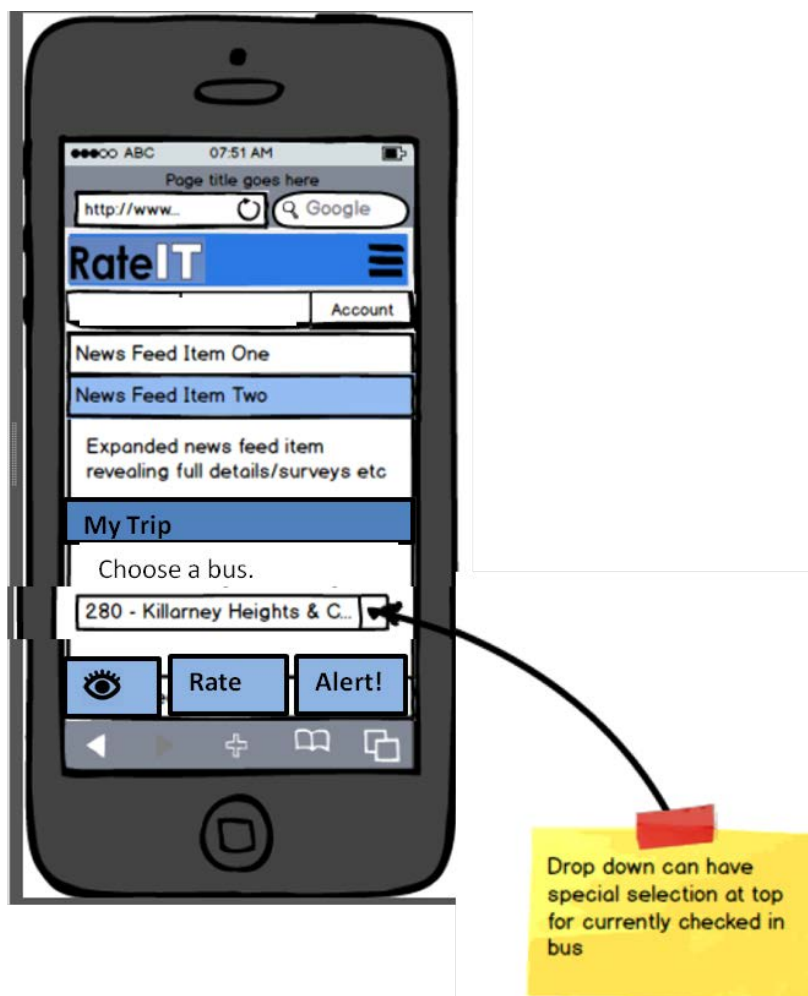 ABC 07:51 AM
Page title goes here
http://www... Google
RateIT
Account
News Feed Item One
News Feed Item Two
Expanded news feed item
revealing full details/surveys etc
My Trip
Choose a bus.
280 - Killarney Heights & C...
Rate Alert!
Drop down can have
special selection at top
for currently checked in
bus